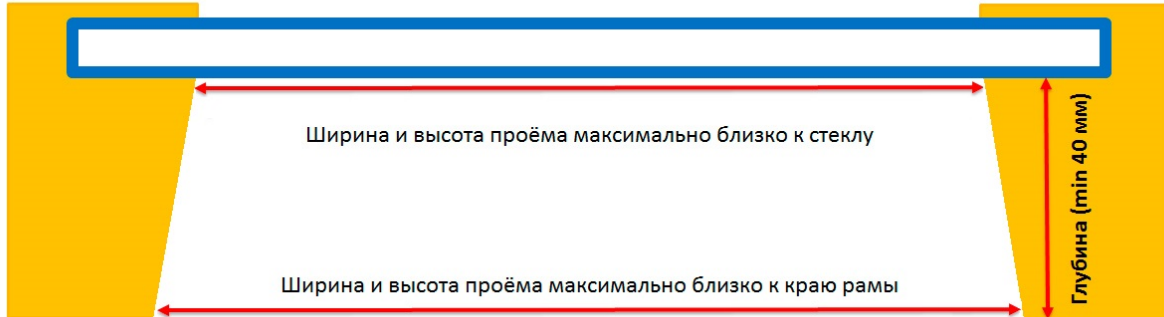 Ширина и высота проёма максимально близко к стеклу
Глубина (min 40 мм)
Ширина и высота проёма максимально близко к краю рамы